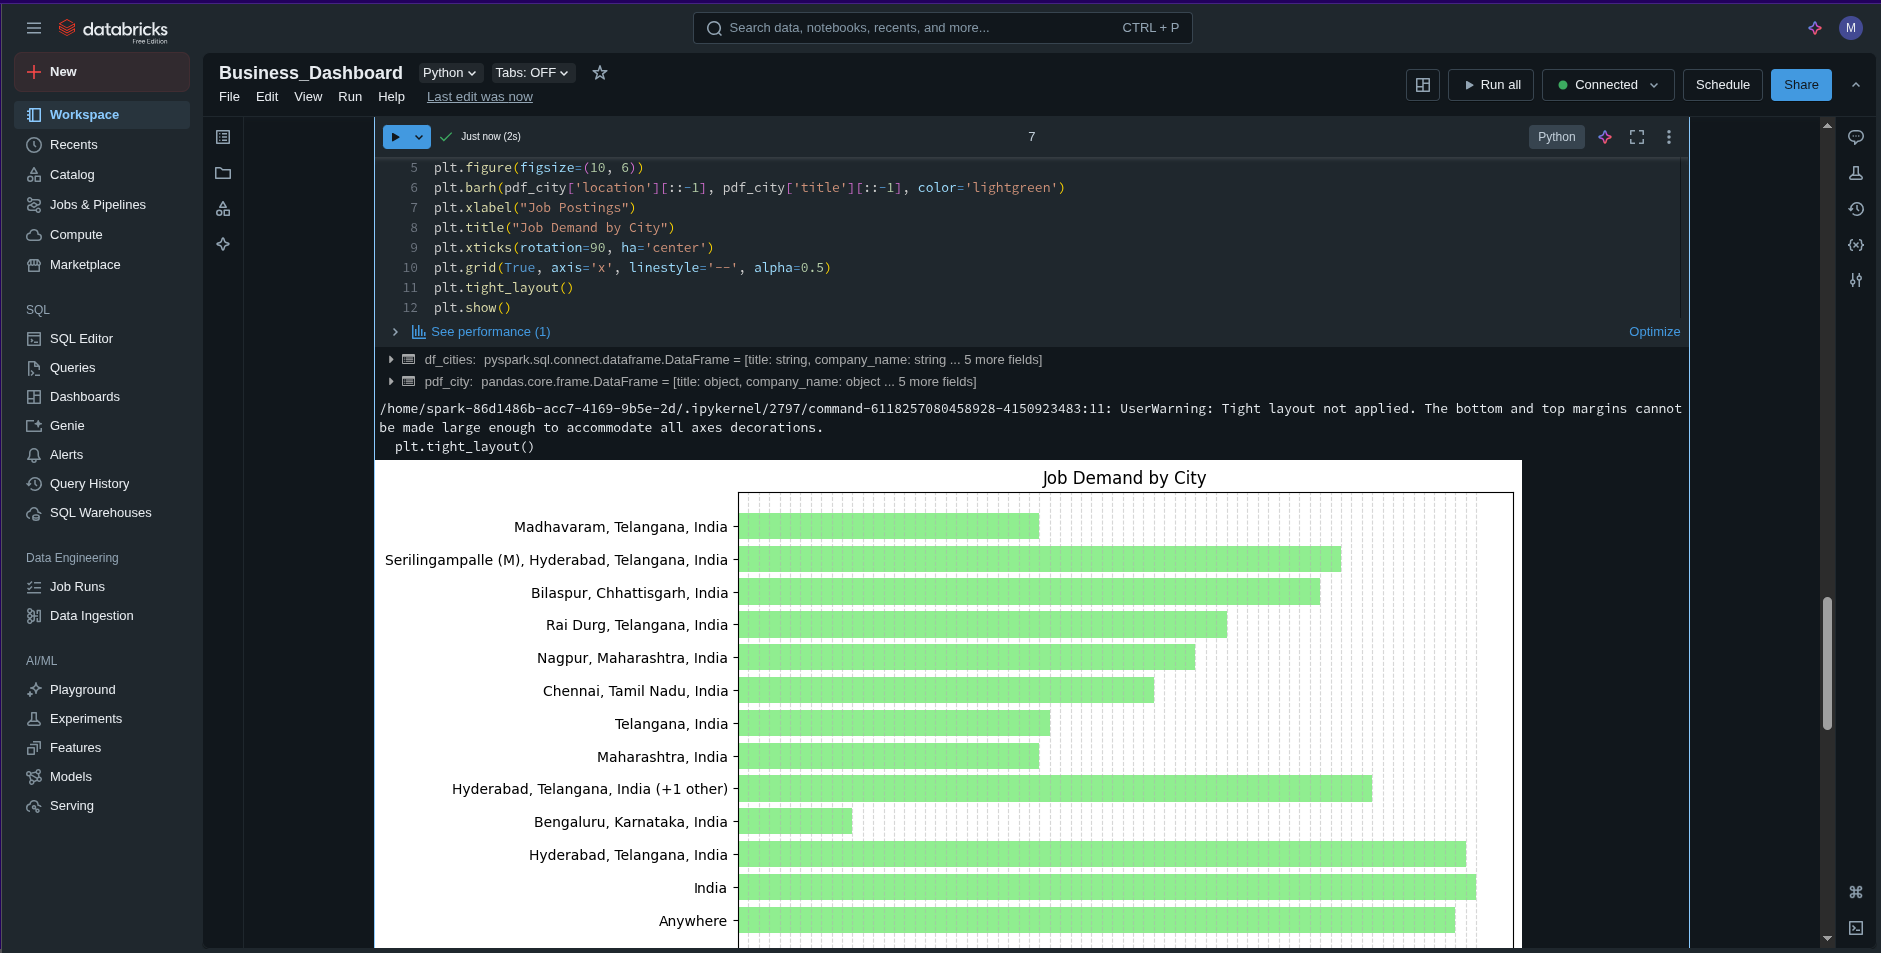 databricks
Free Edition
Search data, notebooks, recents, and more...
CTRL + P
M
New
Workspace
Recents
Catalog
Jobs & Pipelines
Compute
Marketplace
SQL
SQL Editor
Queries
Dashboards
Genie
Alerts
Query History
SQL Warehouses
Data Engineering
Job Runs
Data Ingestion
AI/ML
Playground
Experiments
Features
Models
Serving
Business_Dashboard
Python
Tabs: OFF
File Edit View Run Help Last edit was now
Run all
Connected
Schedule
Share
Just now (2s)
7
Python
5 plt.figure(figsize=(10, 6))
6 plt.barh(pdf_city['location'][::-1], pdf_city['title'][::-1], color='lightgreen')
7 plt.xlabel("Job Postings")
8 plt.title("Job Demand by City")
9 plt.xticks(rotation=90, ha='center')
10 plt.grid(True, axis='x', linestyle='--', alpha=0.5)
11 plt.tight_layout()
12 plt.show()
See performance (1)
Optimize
df_cities: pyspark.sql.connect.dataframe.DataFrame = [title: string, company_name: string ... 5 more fields]
pdf_city: pandas.core.frame.DataFrame = [title: object, company_name: object ... 5 more fields]
/home/spark-86d1486b-acc7-4169-9b5e-2d/.ipykernel/2797/command-6118257080458928-4150923483:11: UserWarning: Tight layout not applied. The bottom and top margins cannot
be made large enough to accommodate all axes decorations.
plt.tight_layout()
Job Demand by City
Madhavaram, Telangana, India
Serilingampalle (M), Hyderabad, Telangana, India
Bilaspur, Chhattisgarh, India
Rai Durg, Telangana, India
Nagpur, Maharashtra, India
Chennai, Tamil Nadu, India
Telangana, India
Maharashtra, India
Hyderabad, Telangana, India (+1 other)
Bengaluru, Karnataka, India
Hyderabad, Telangana, India
India
Anywhere